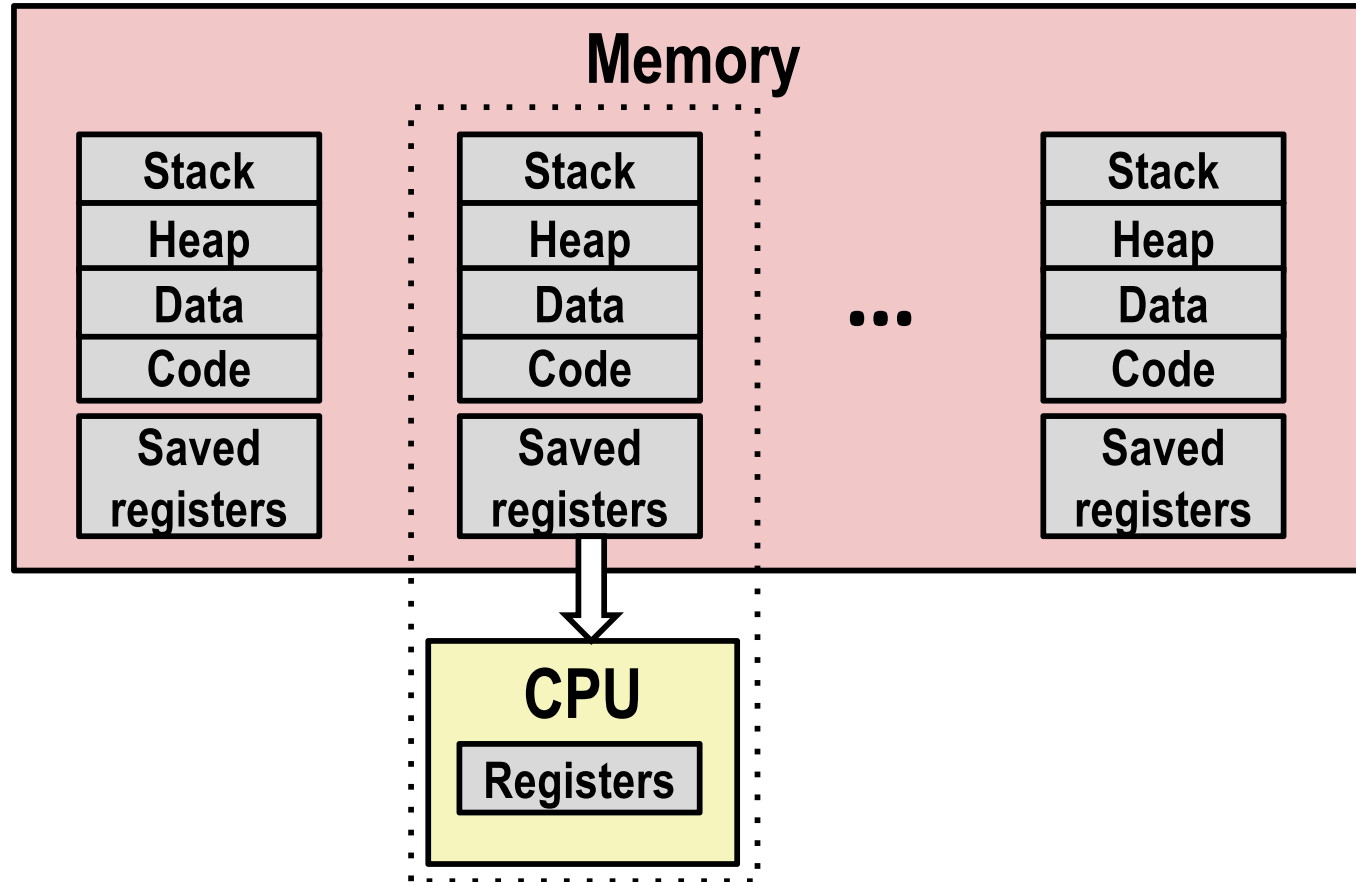 Memory
Stack
Heap
Data
Code
Saved
registers
Stack
Heap
Data
Code
Saved
registers
...
Stack
Heap
Data
Code
Saved
registers
CPU
Registers